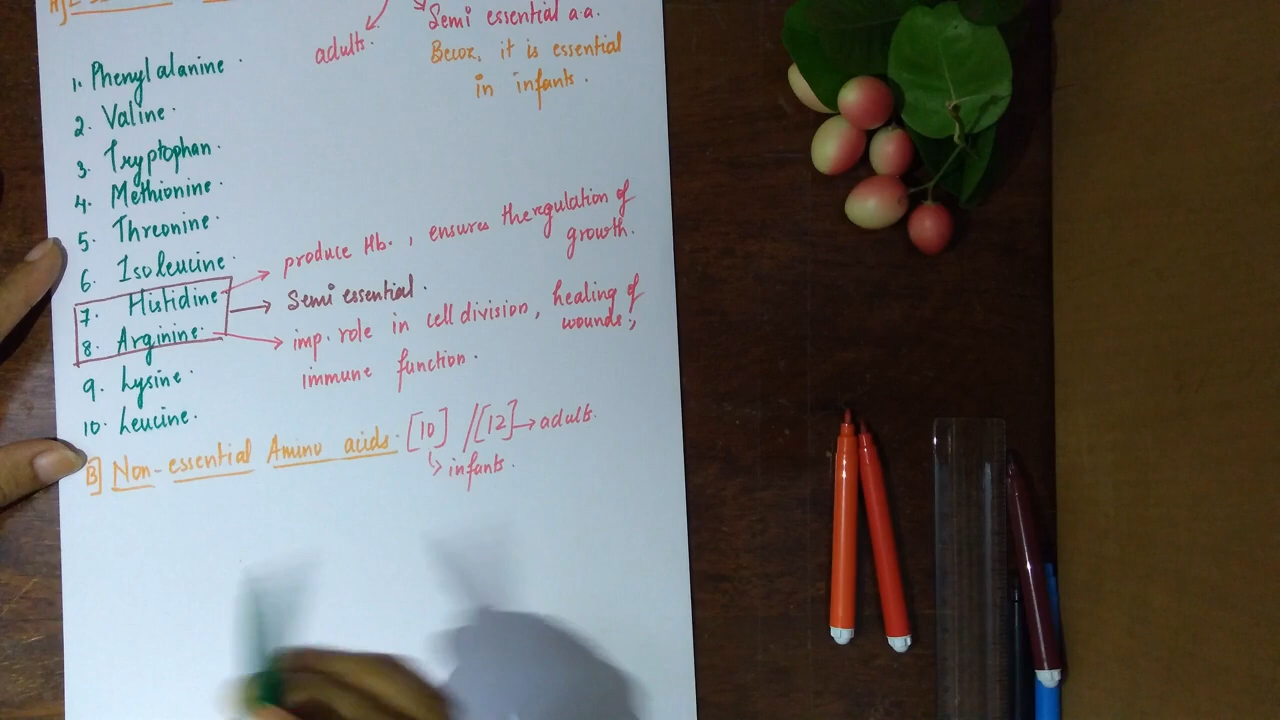 A]
adults.
Semi essential a.a.
Becoz, it is essential
in infants.
1. Phenylalanine.
2. Valine.
3. Tryptophan.
4. Methionine.
5. Threonine.
6. Isoleucine.
7. Histidine
8. Arginine.
9. Lysine.
10. Leucine.
produce Hb., ensures the regulation of
growth.
Semi essential.
imp. role in cell division, healing of
wounds;
immune function.
B] Non-essential Amino acids. [10] / [12] → adults.
infants.